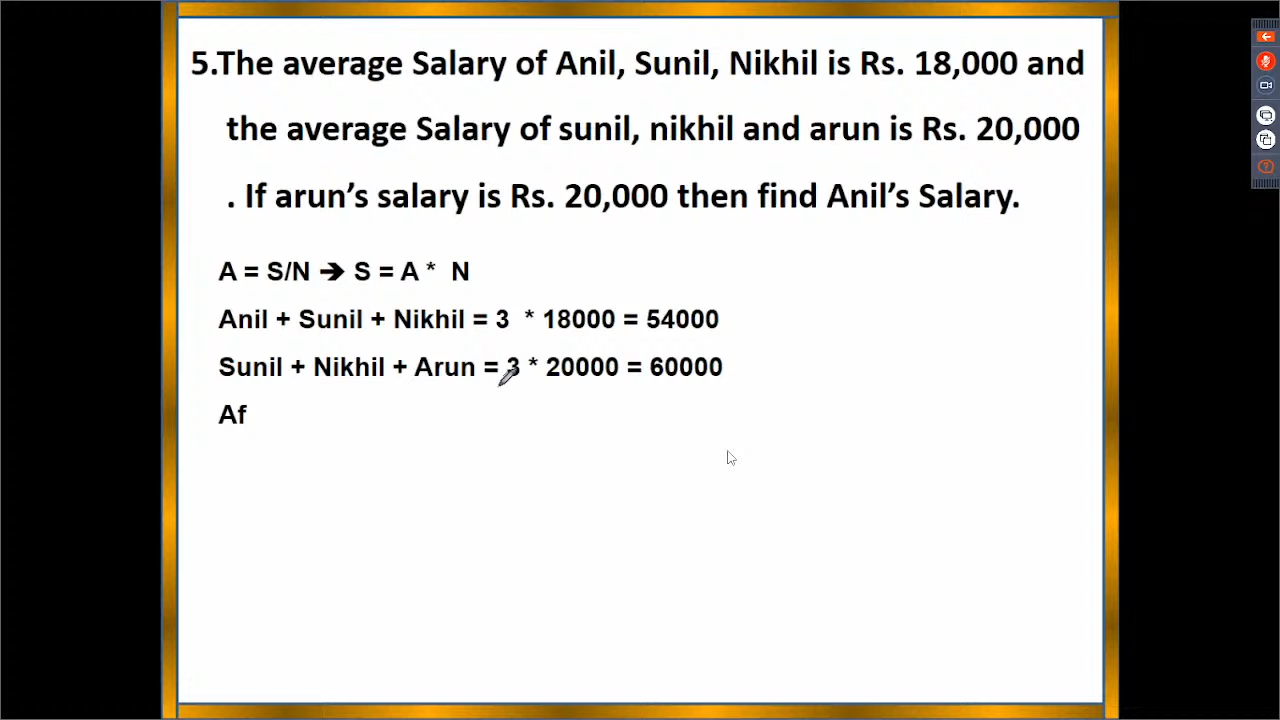 5.The average Salary of Anil, Sunil, Nikhil is Rs. 18,000 and
the average Salary of sunil, nikhil and arun is Rs. 20,000
. If arun’s salary is Rs. 20,000 then find Anil’s Salary.
A = S/N ➔ S = A * N
Anil + Sunil + Nikhil = 3 * 18000 = 54000
Sunil + Nikhil + Arun = 3 * 20000 = 60000
Af